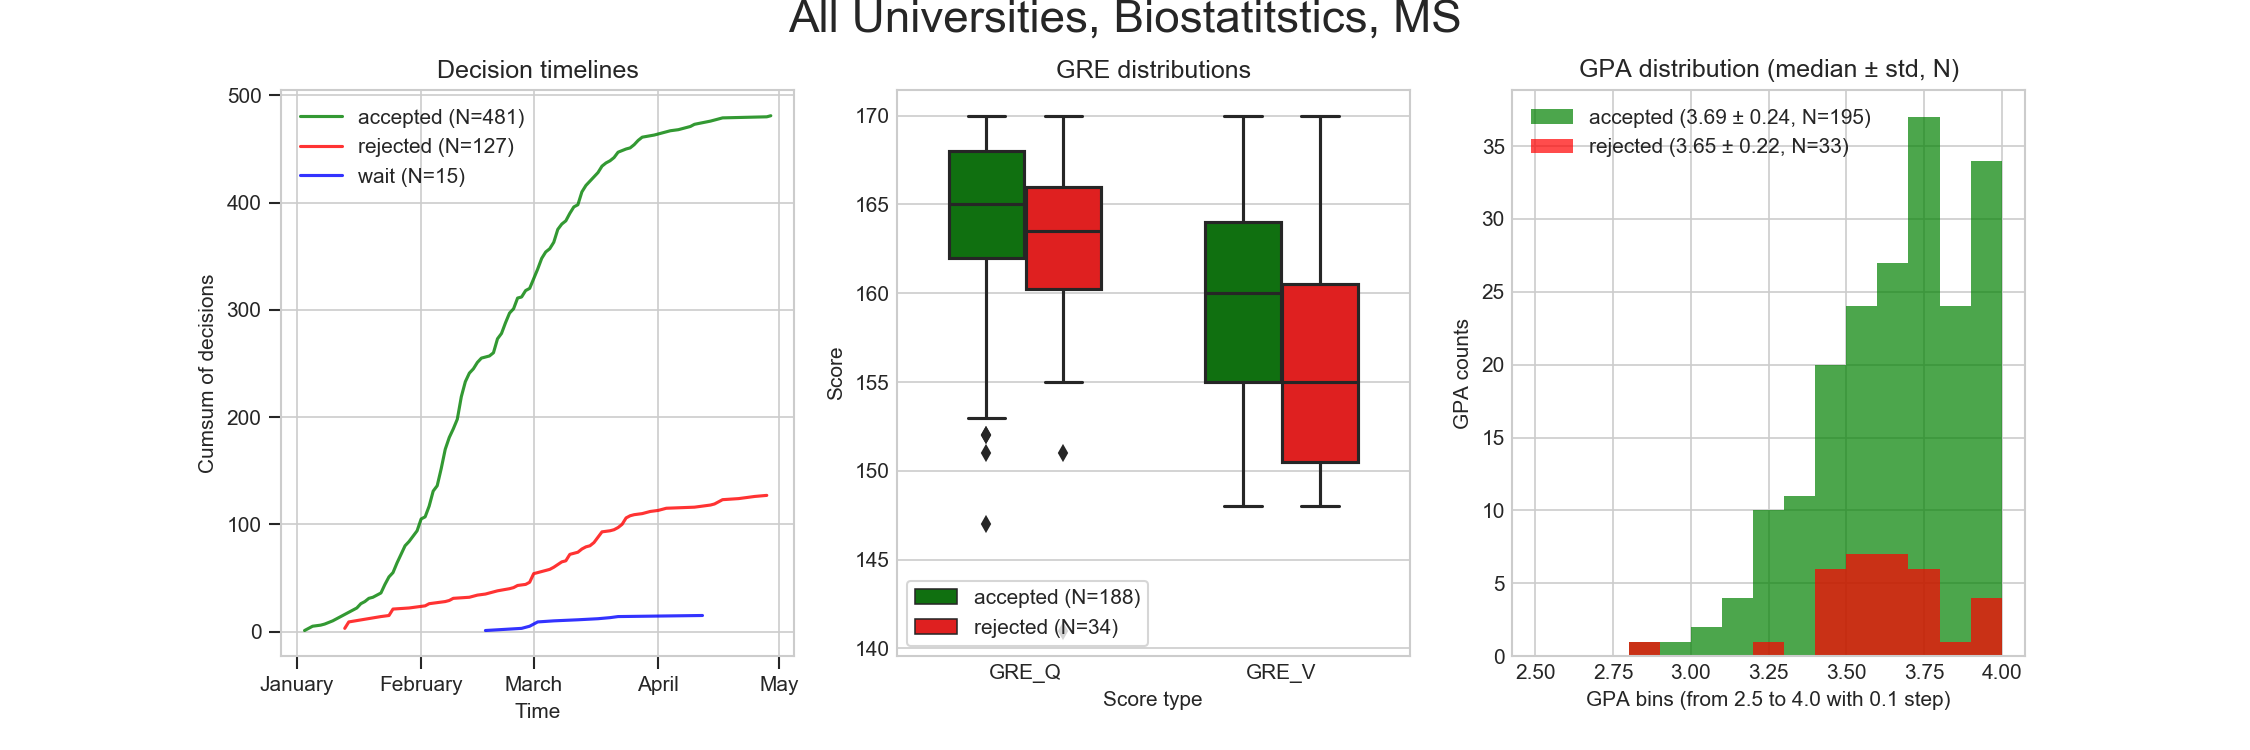 All Universities, Biostatitstics, MS
Decision timelines
500
400
300
200
100
0
Cumsum of decisions
accepted (N=481)
rejected (N=127)
wait (N=15)
January February March April May
Time
GRE distributions
170
165
160
155
150
145
140
Score
accepted (N=188)
rejected (N=34)
GRE_Q GRE_V
Score type
GPA distribution (median ± std, N)
35
30
25
20
15
10
5
0
GPA counts
accepted (3.69 ± 0.24, N=195)
rejected (3.65 ± 0.22, N=33)
2.50 2.75 3.00 3.25 3.50 3.75 4.00
GPA bins (from 2.5 to 4.0 with 0.1 step)